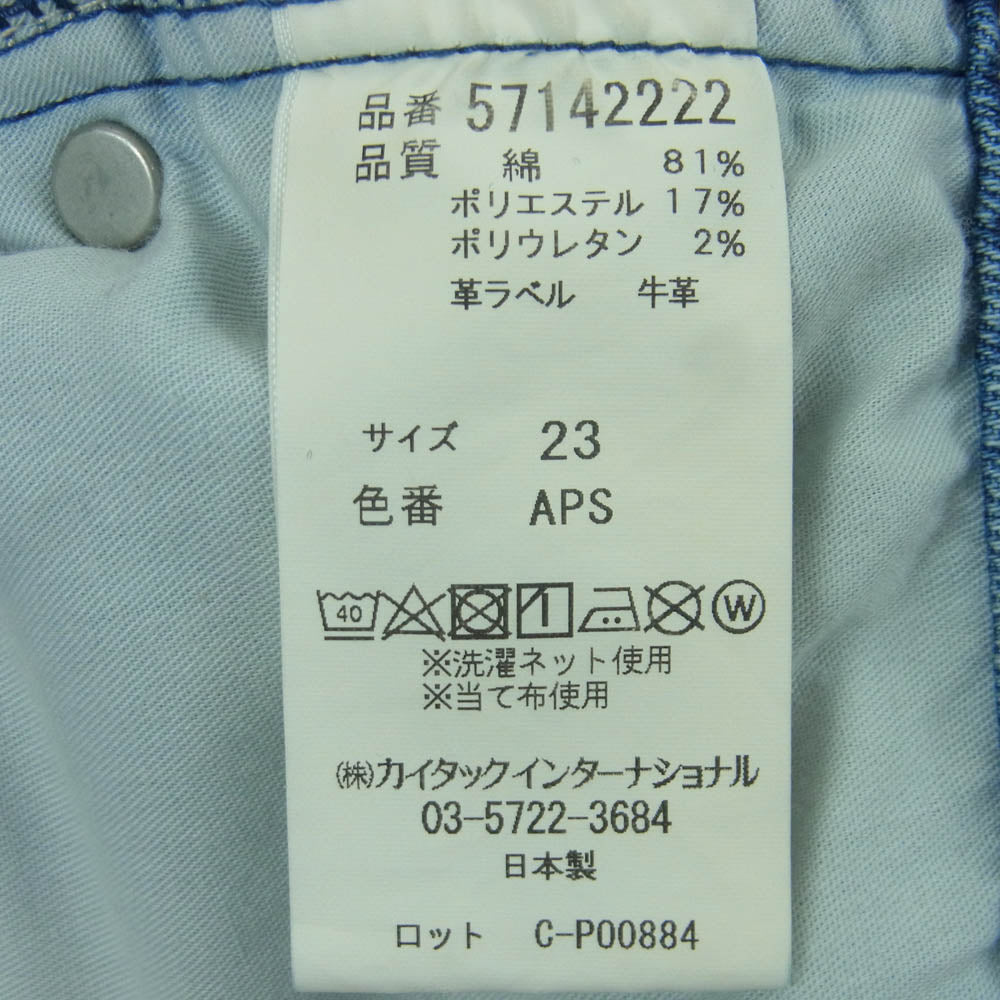 品番 57142222
品質 綿 81%
ポリエステル 17%
ポリウレタン 2%
革ラベル 牛革
サイズ 23
色番 APS
40 W
※洗濯ネット使用
※当て布使用
㈱カイタックインターナショナル
03-5722-3684
日本製
ロット C-P00884